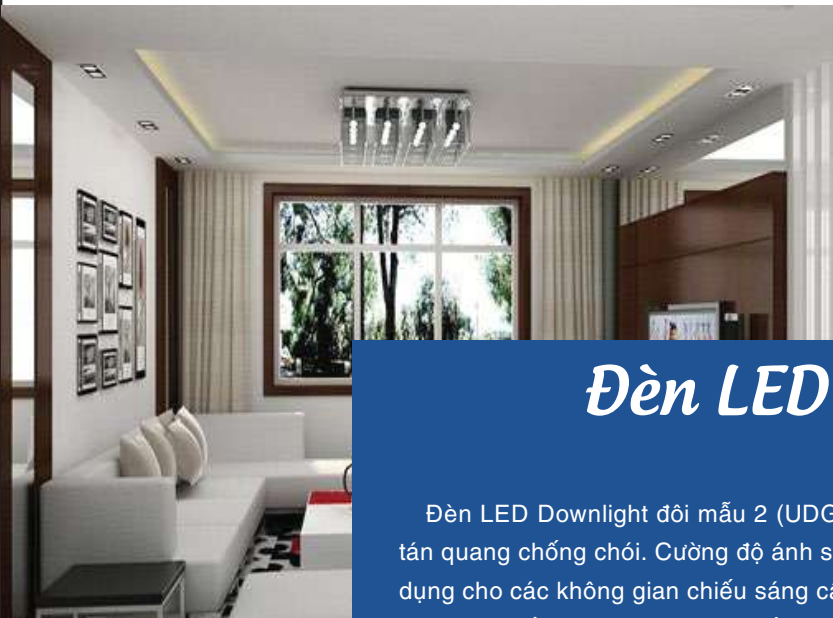 Đèn LED
Đèn LED Downlight đôi mẫu 2 (UDG
tán quang chống chói. Cường độ ánh s
dụng cho các không gian chiếu sáng